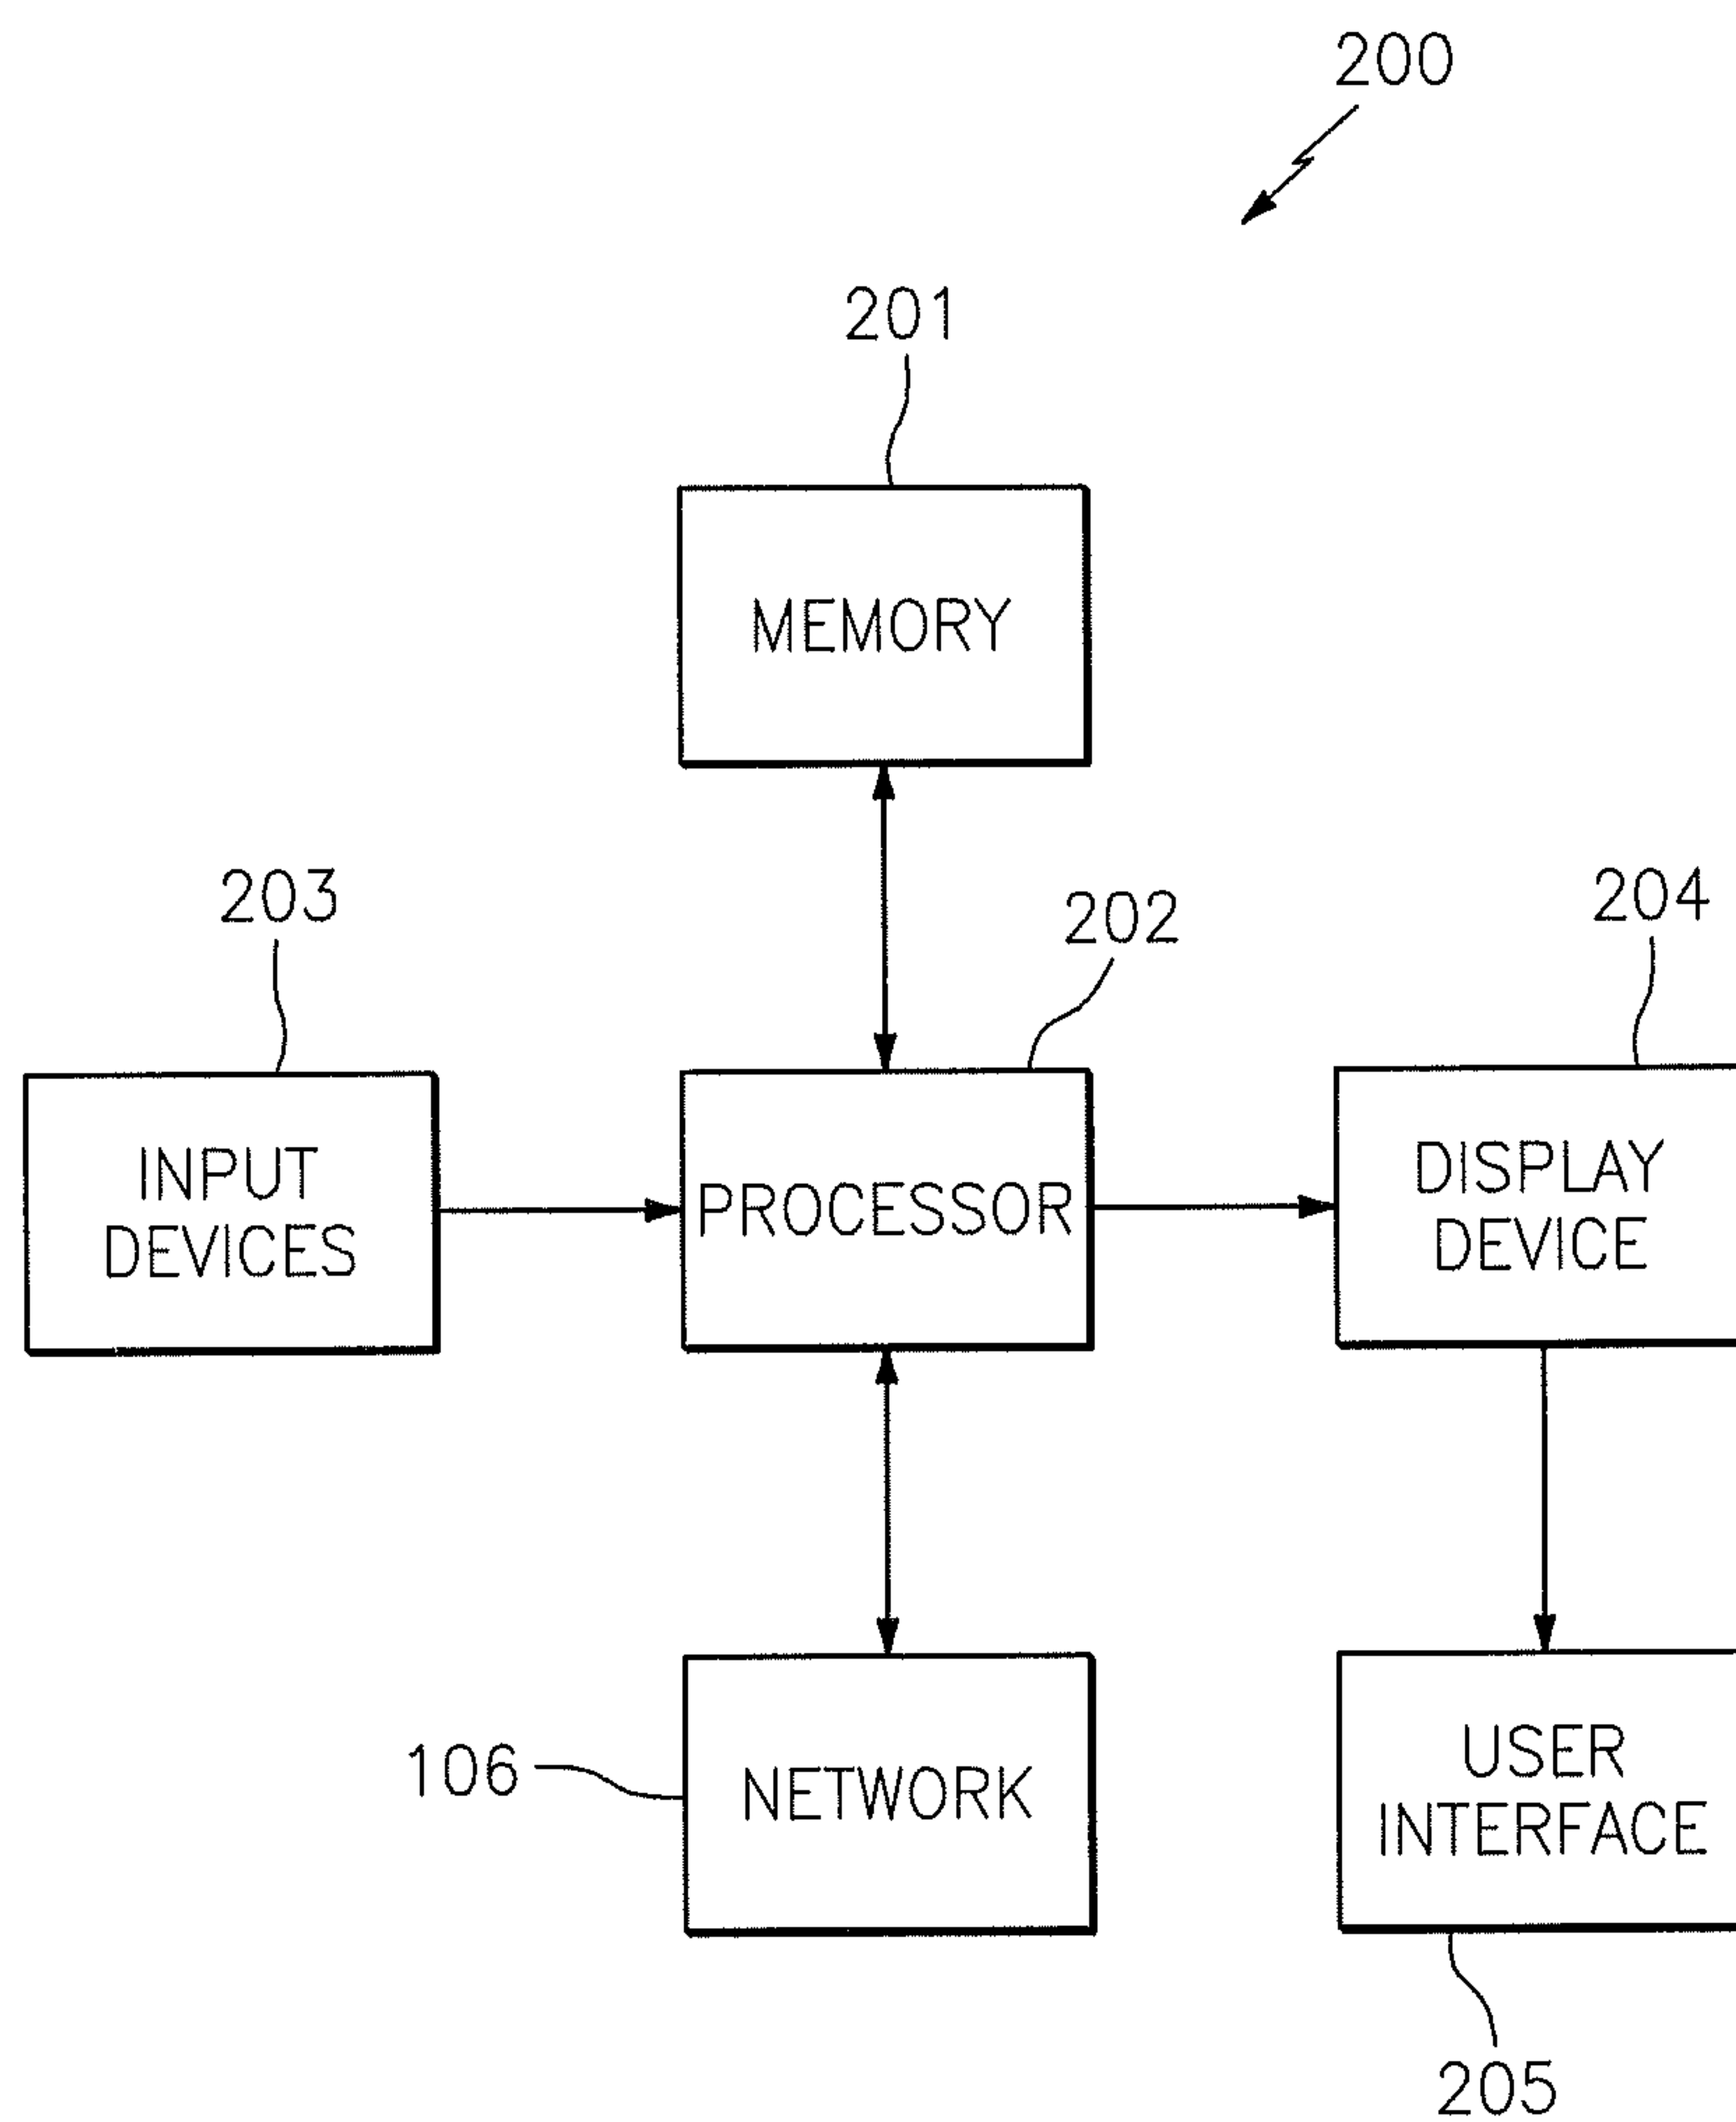 200
201
MEMORY
203
202
204
INPUT
DEVICES
PROCESSOR
DISPLAY
DEVICE
106
NETWORK
USER
INTERFACE
205